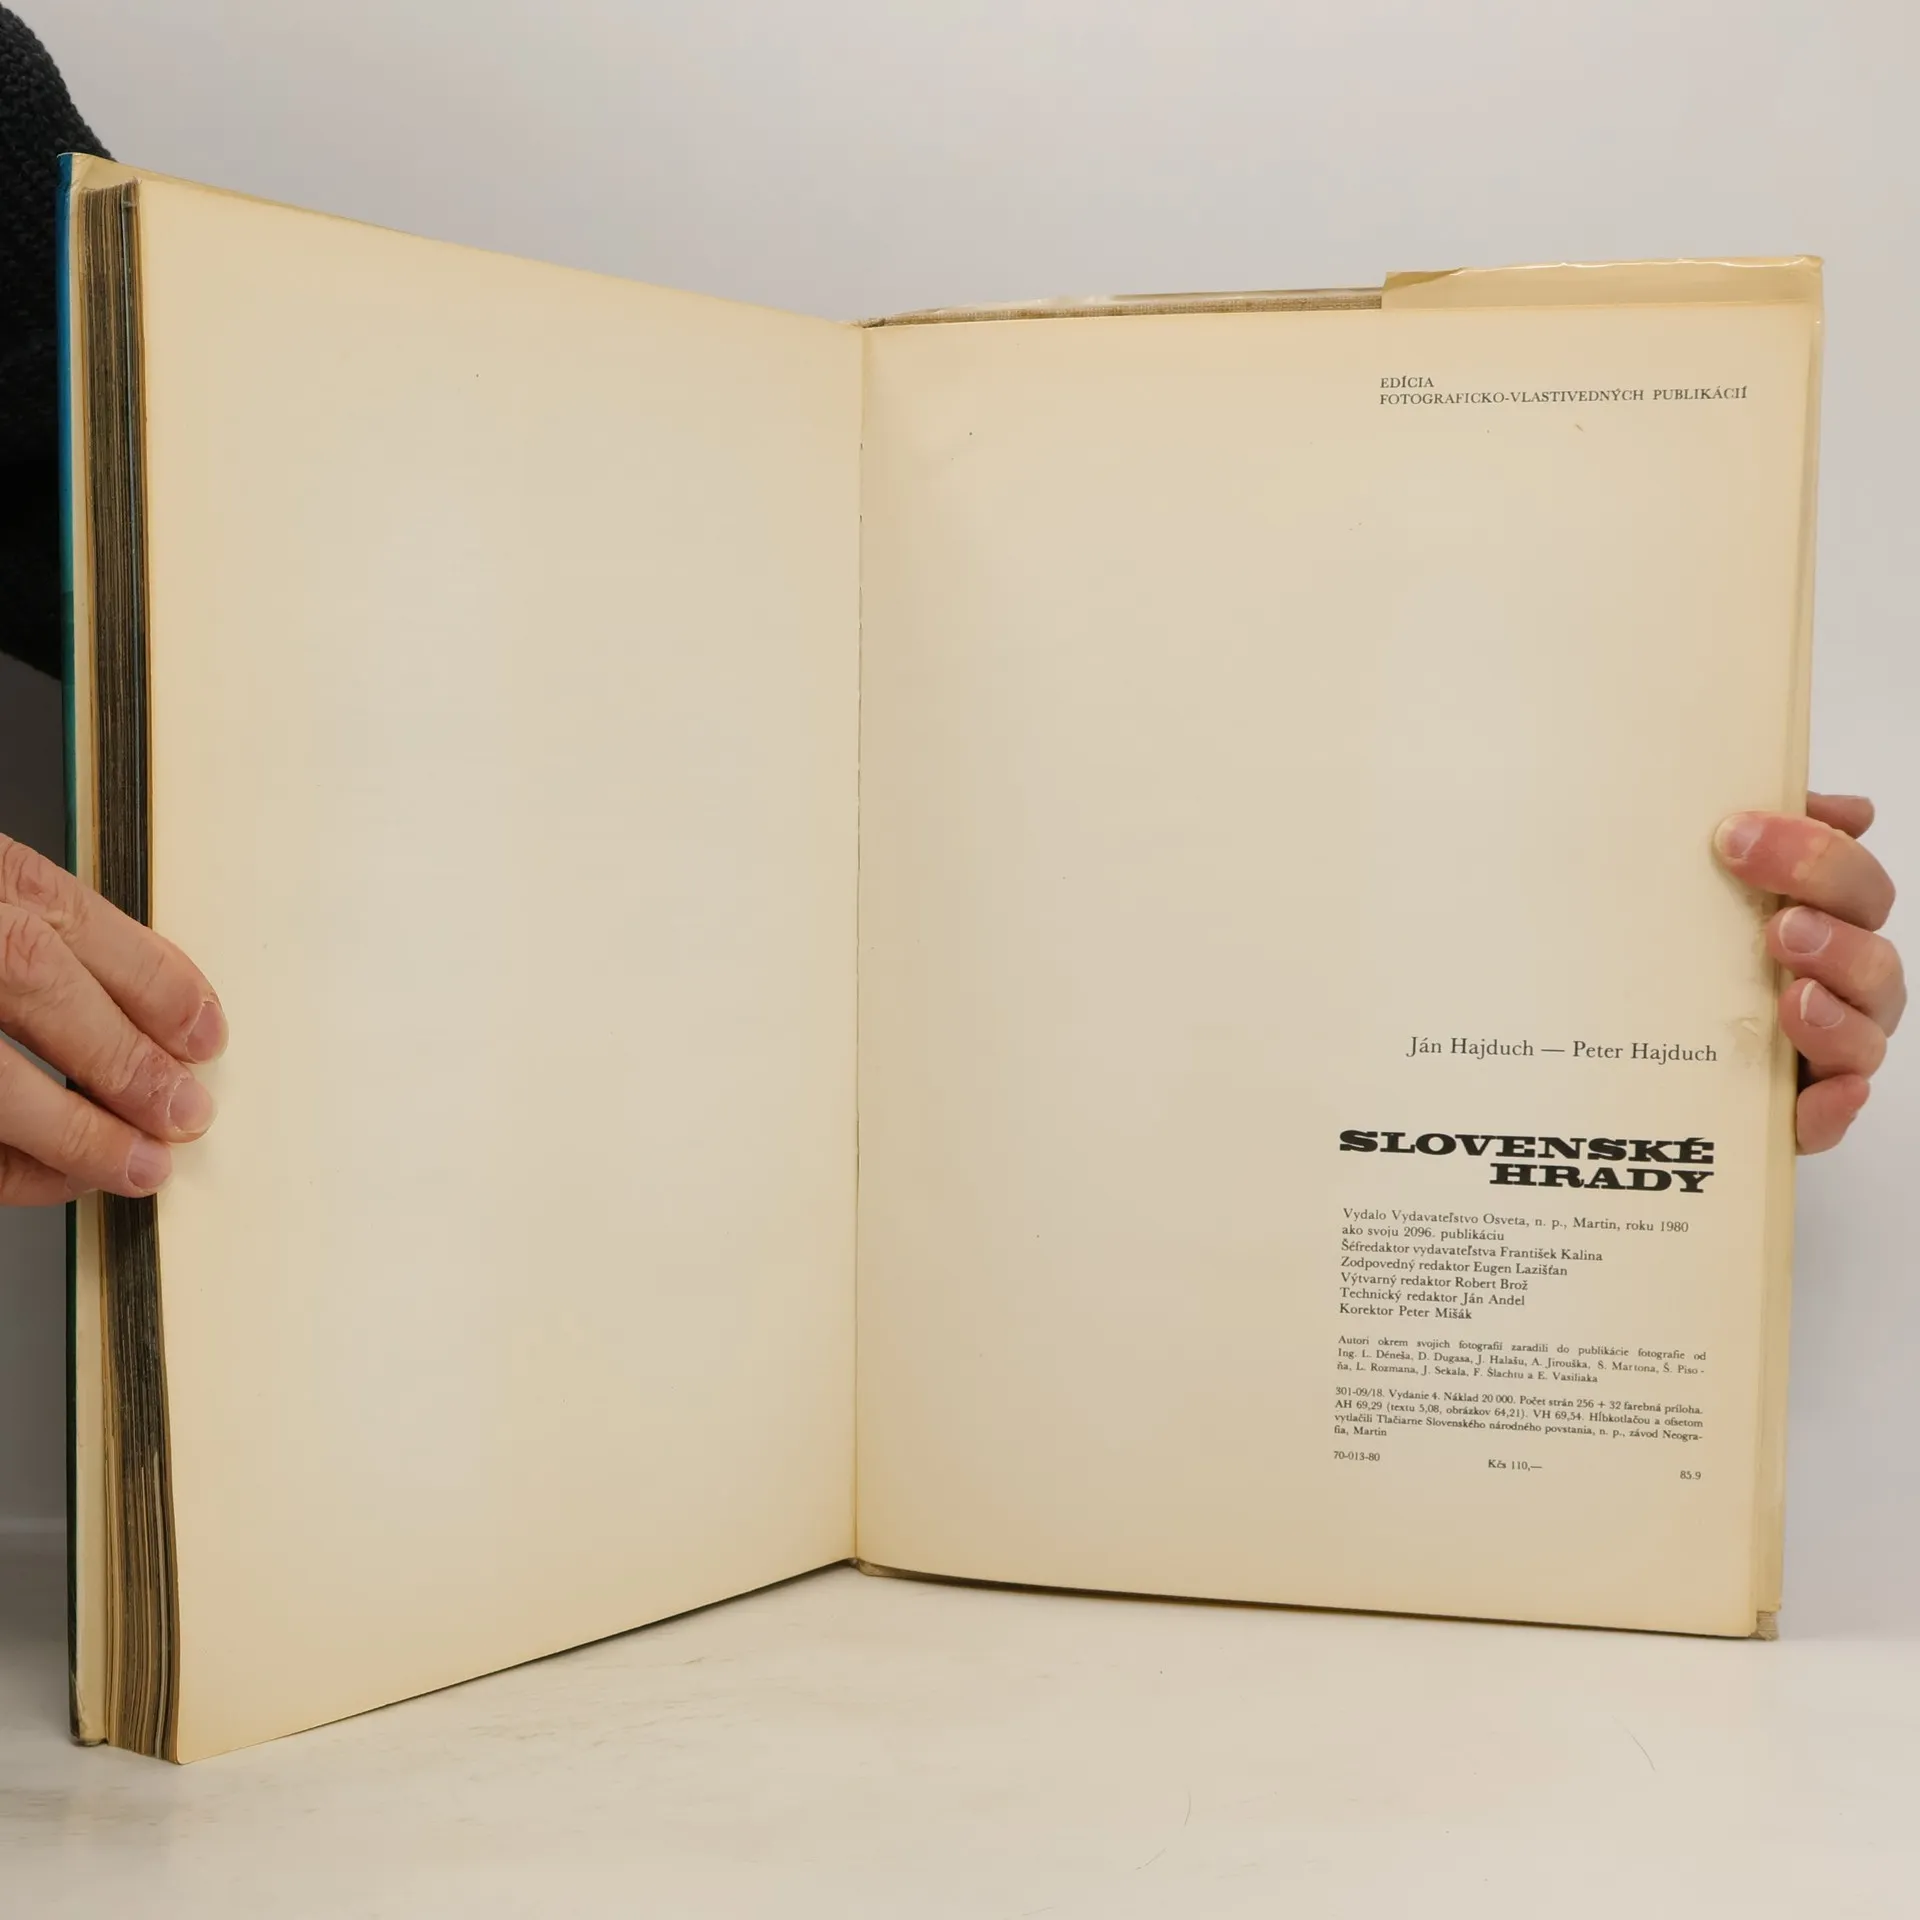 EDÍCIA
FOTOGRAFICKO-VLASTIVEDNÝCH PUBLIKÁCIÍ
Ján Hajduch — Peter Hajduch
SLOVENSKÉ
HRADY
Vydalo Vydavateľstvo Osveta, n. p., Martin, roku 1980
ako svoju 2096. publikáciu
Šéfredaktor vydavateľstva František Kalina
Zodpovedný redaktor Eugen Lazišťan
Výtvarný redaktor Robert Brož
Technický redaktor Ján Andel
Korektor Peter Mišák
Autori okrem svojich fotografií zaradili do publikácie fotografie od
Ing. L. Déneša, D. Dugasa, J. Halašu, A. Jirouška, S. Martona, Š. Piso-
ňa, L. Rozmana, J. Sekala, F. Šlachtu a E. Vasiliaka
301-09/18. Vydanie 4. Náklad 20 000. Počet strán 256 + 32 farebná príloha.
AH 69,29 (textu 5,08, obrázkov 64,21). VH 69,54. Hĺbkotlačou a ofsetom
vytlačili Tlačiarne Slovenského národného povstania, n. p., závod Neogra-
fia, Martin
70-013-80 Kčs 110,— 85.9